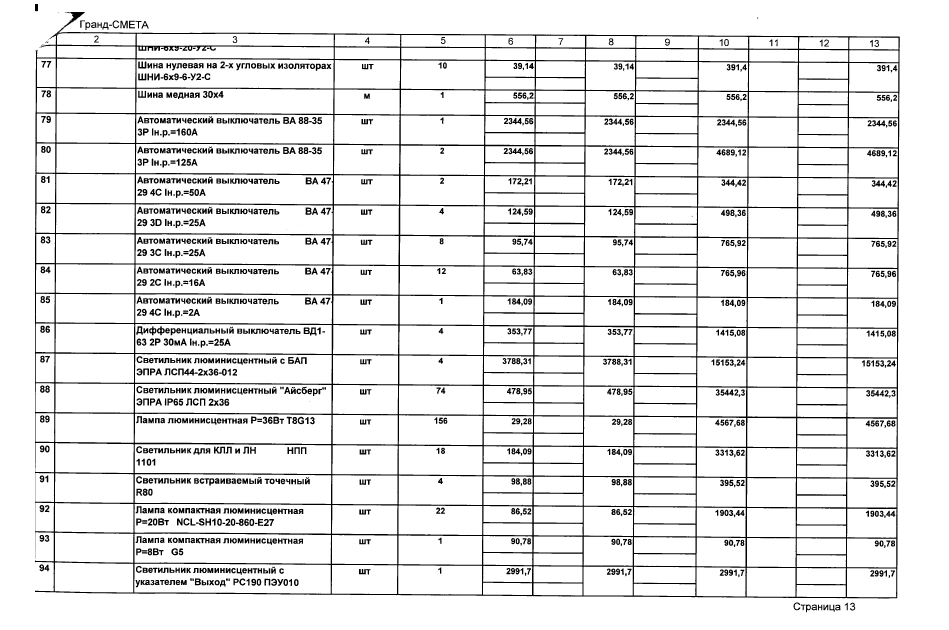 Гранд-СМЕТА
2 3 4 5 6 7 8 9 10 11 12 13
ШНИ-6х9-20-У2-С
77 Шина нулевая на 2-х угловых изоляторах шт 10 39,14 39,14 391,4 391,4
ШНИ-6х9-6-У2-С
78 Шина медная 30х4 м 1 556,2 556,2 556,2 556,2
79 Автоматический выключатель ВА 88-35 шт 1 2344,56 2344,56 2344,56 2344,56
3Р Iн.р.=160А
80 Автоматический выключатель ВА 88-35 шт 2 2344,56 2344,56 4689,12 4689,12
3Р Iн.р.=125А
81 Автоматический выключатель ВА 47- шт 2 172,21 172,21 344,42 344,42
29 4С Iн.р.=50А
82 Автоматический выключатель ВА 47- шт 4 124,59 124,59 498,36 498,36
29 3D Iн.р.=25А
83 Автоматический выключатель ВА 47- шт 8 95,74 95,74 765,92 765,92
29 3С Iн.р.=25А
84 Автоматический выключатель ВА 47- шт 12 63,83 63,83 765,96 765,96
29 2С Iн.р.=16А
85 Автоматический выключатель ВА 47- шт 1 184,09 184,09 184,09 184,09
29 4С Iн.р.=2А
86 Дифференциальный выключатель ВД1- шт 4 353,77 353,77 1415,08 1415,08
63 2Р 30мА Iн.=25А
87 Светильник люминисцентный с БАП шт 4 3788,31 3788,31 15153,24 15153,24
ЭПРА ЛСП44-2х36-012
88 Светильник люминисцентный "Айсберг" шт 74 478,95 478,95 35442,3 35442,3
ЭПРА IP65 ЛСП 2х36
89 Лампа люминисцентная Р=36Вт T8G13 шт 156 29,28 29,28 4567,68 4567,68
90 Светильник для КЛЛ и ЛН НПП шт 18 184,09 184,09 3313,62 3313,62
1101
91 Светильник встраиваемый точечный шт 4 98,88 98,88 395,52 395,52
R80
92 Лампа компактная люминисцентная шт 22 86,52 86,52 1903,44 1903,44
Р=20Вт NCL-SH10-20-860-E27
93 Лампа компактная люминисцентная шт 1 90,78 90,78 90,78 90,78
Р=8Вт G5
94 Светильник люминисцентный с шт 1 2991,7 2991,7 2991,7 2991,7
указателем "Выход" РС190 ПЭУ010
Страница 13